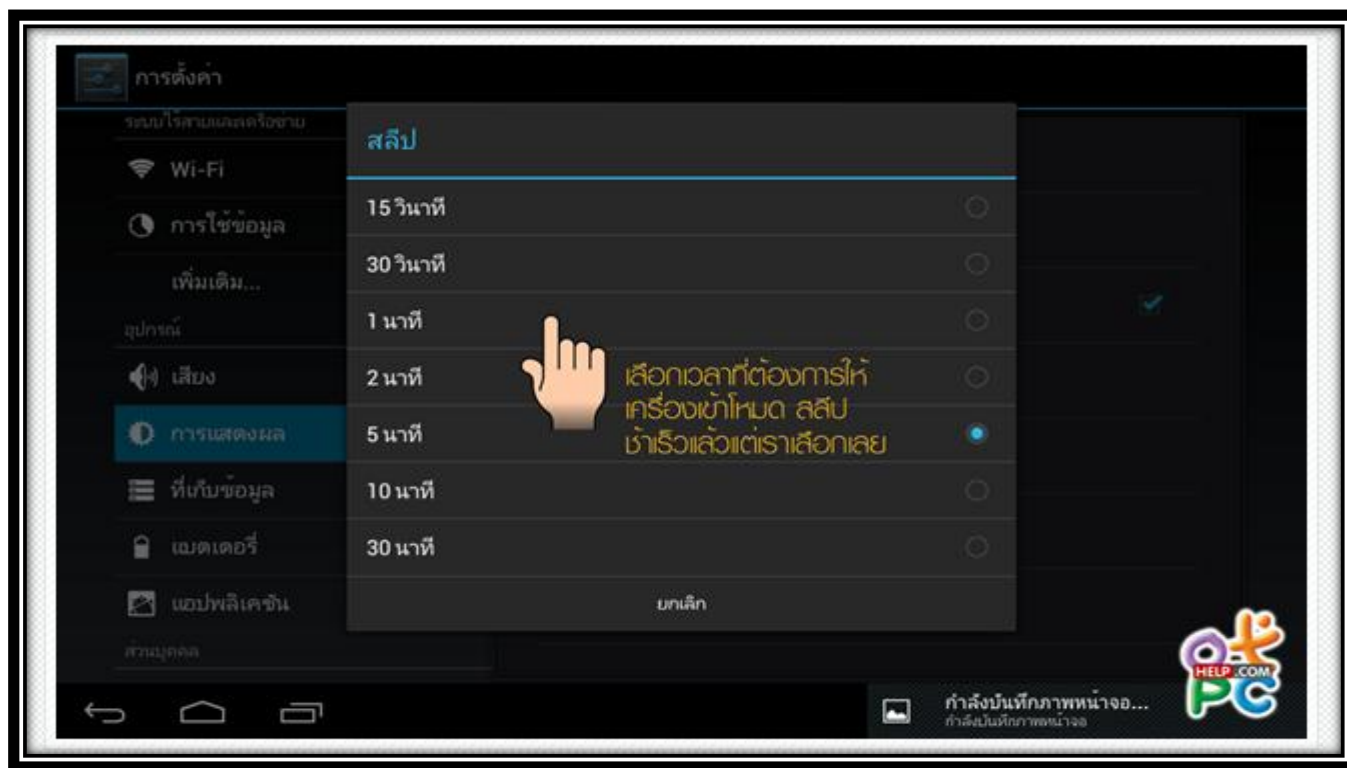 การตั้งค่า
ระบบไร้สายและเครือข่าย
Wi-Fi
การใช้ข้อมูล
เพิ่มเติม...
อุปกรณ์
เสียง
การแสดงผล
ที่เก็บข้อมูล
แบตเตอรี่
แอปพลิเคชัน
ส่วนบุคคล
สลีป
15 วินาที
30 วินาที
1 นาที
2 นาที
5 นาที
10 นาที
30 นาที
ยกเลิก
เลือกเวลาที่ต้องการให้
เครื่องเข้าโหมด สลีป
ช้าเร็วแล้วแต่เราเลือกเลย
กำลังบันทึกภาพหน้าจอ...
กำลังบันทึกภาพหน้าจอ
HELP .COM
PC